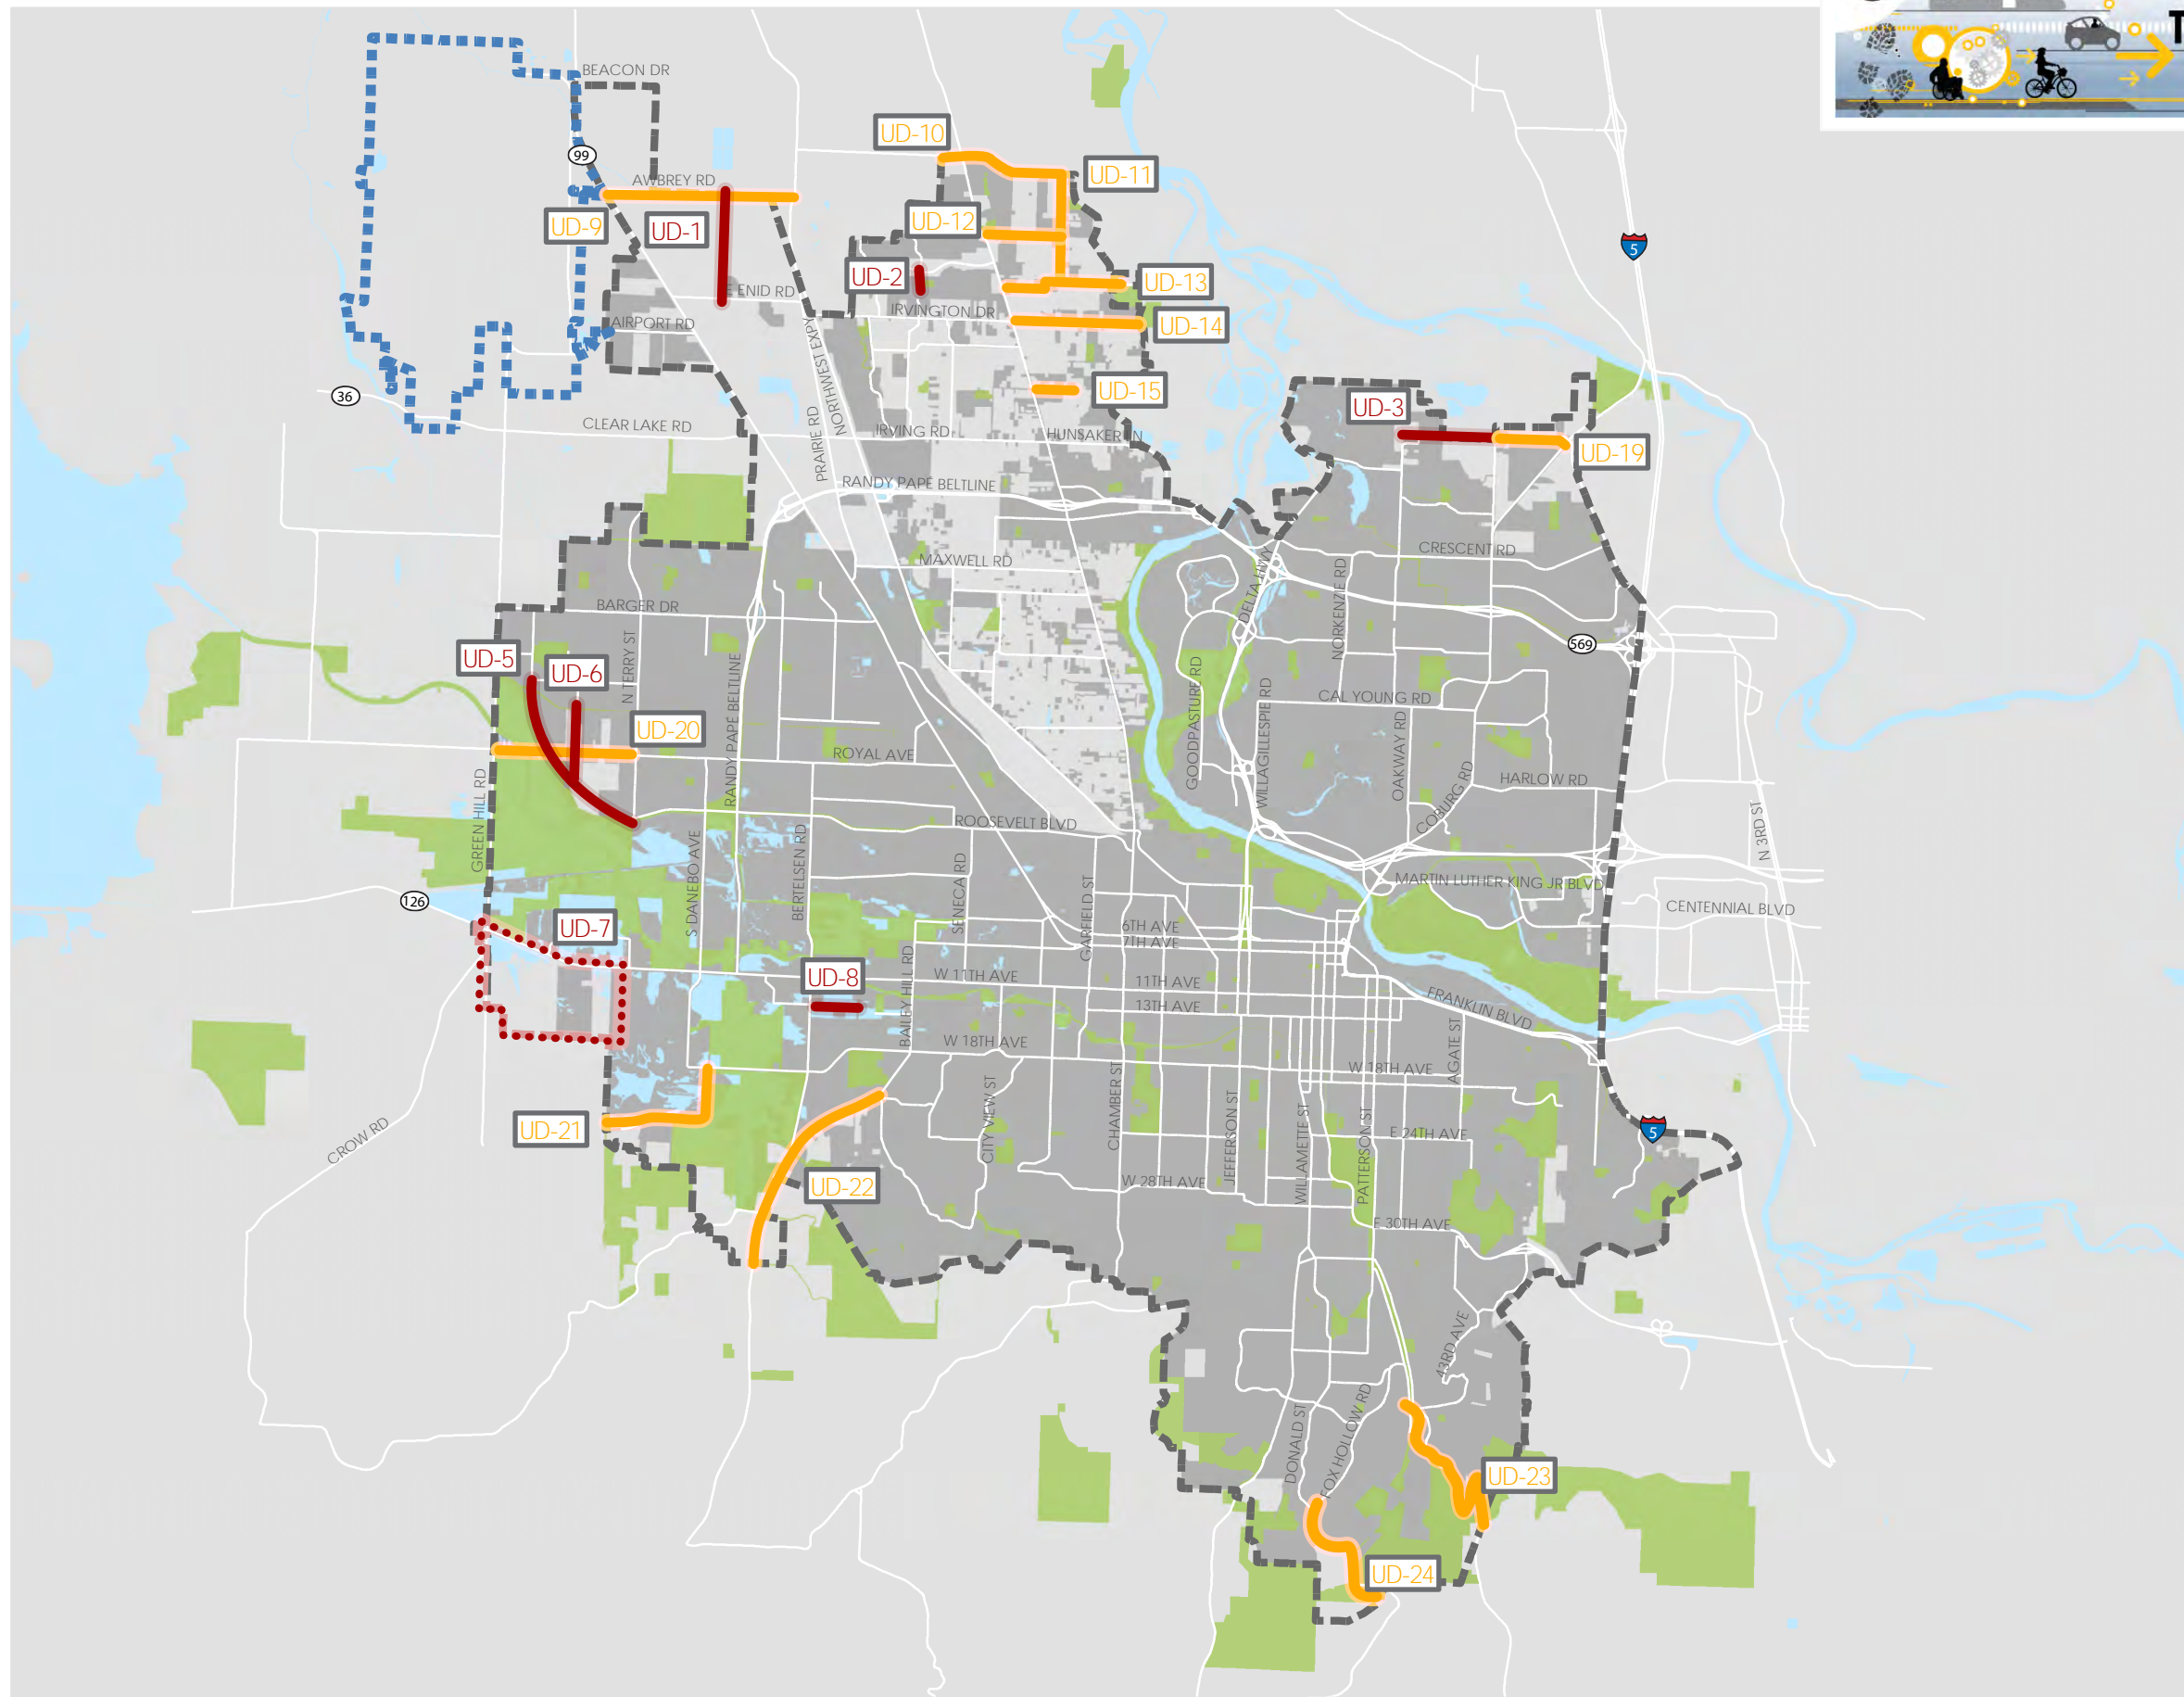 T
BEACON DR
99
UD-10
AWBREY RD
UD-11
UD-9
UD-1
UD-12
5
UD-2
UD-13
E ENID RD
IRVINGTON DR
AIRPORT RD
UD-14
NORTHWEST EXPY
36
UD-15
UD-3
CLEAR LAKE RD
PRAIRIE RD
IRVING RD
HUNSAKER LN
UD-19
RANDY PAPE BELTLINE
MAXWELL RD
CRESCENT RD
DELTA HWY
NORKENZIE RD
BARGER DR
569
UD-5
UD-6
N TERRY ST
RANDY PAPE BELTLINE
GOODPASTURE RD
WILLAGILLESPIE RD
CAL YOUNG RD
UD-20
ROYAL AVE
OAKWAY RD
COBURG RD
HARLOW RD
GREEN HILL RD
ROOSEVELT BLVD
N 3RD ST
S DANEBO AVE
BERTELSEN RD
SENECA RD
GARFIELD ST
MARTIN LUTHER KING JR BLVD
126
CENTENNIAL BLVD
UD-7
6TH AVE
7TH AVE
UD-8
BAILEY HILL RD
W 11TH AVE
11TH AVE
13TH AVE
FRANKLIN BLVD
W 18TH AVE
W 18TH AVE
AGATE ST
CITY VIEW ST
CHAMBER ST
JEFFERSON ST
WILLAMETTE ST
PATTERSON ST
UD-21
CROW RD
E 24TH AVE
5
UD-22
W 28TH AVE
E 30TH AVE
43RD AVE
DONALD ST
FOX HOLLOW RD
UD-23
UD-24